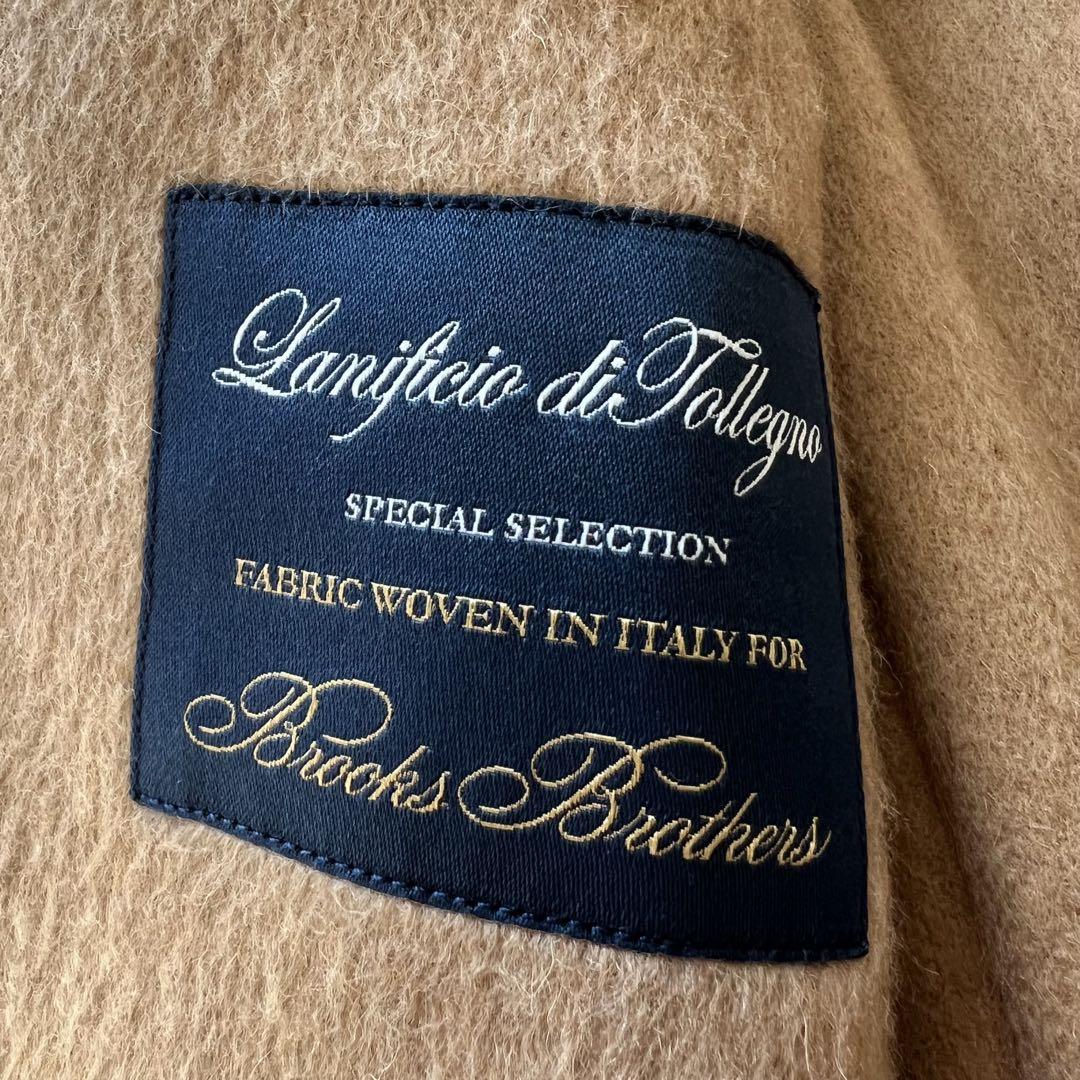 Lanificio di Tollegno
SPECIAL SELECTION
FABRIC WOVEN IN ITALY FOR
Brooks Brothers